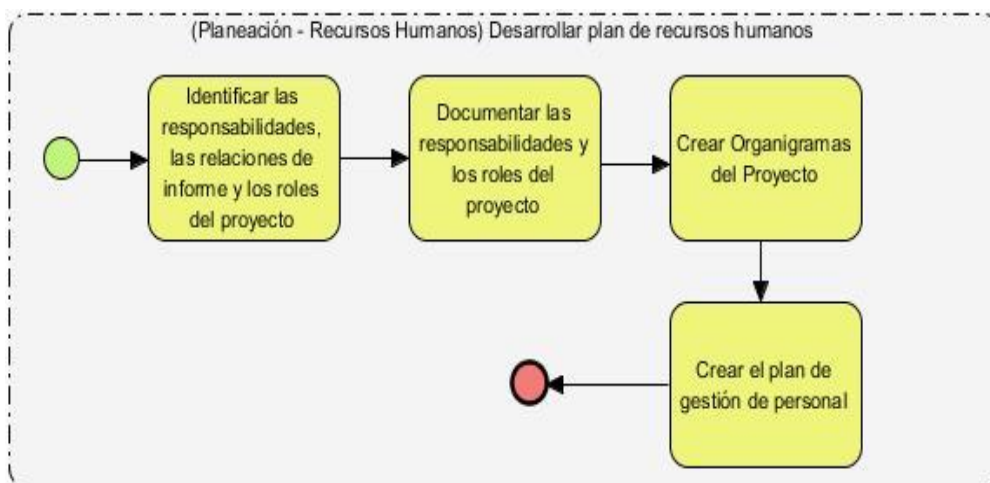 (Planeación - Recursos Humanos) Desarrollar plan de recursos humanos
Identificar las
responsabilidades,
las relaciones de
informe y los roles
del proyecto
Documentar las
responsabilidades y
los roles del
proyecto
Crear Organigramas
del Proyecto
Crear el plan de
gestión de personal